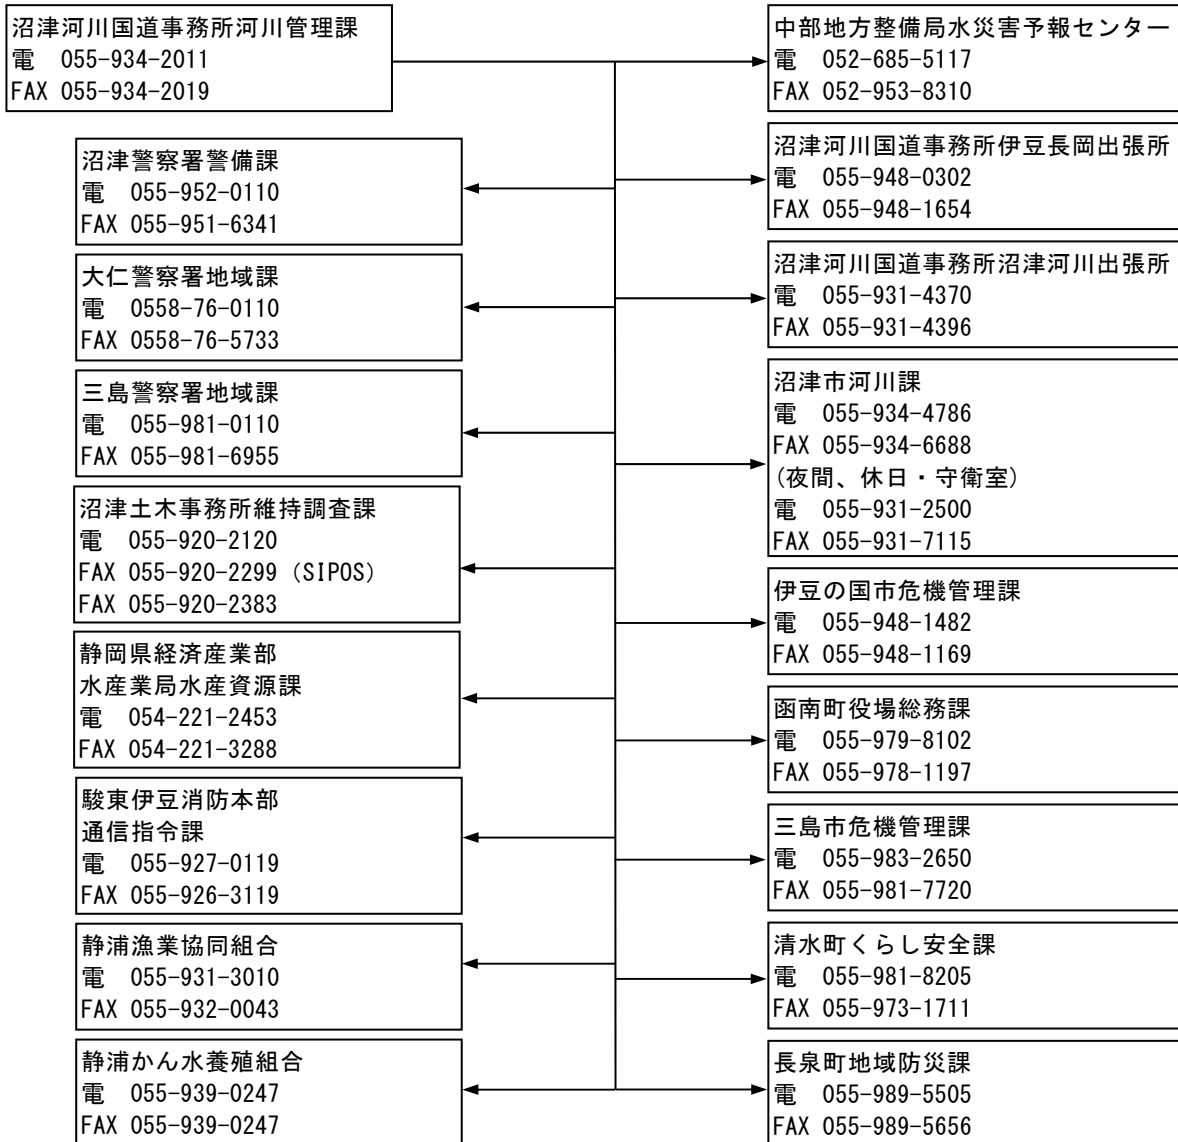 沼津河川国道事務所河川管理課
電　055-934-2011
FAX 055-934-2019
沼津警察署警備課
電　055-952-0110
FAX 055-951-6341
大仁警察署地域課
電　0558-76-0110
FAX 0558-76-5733
三島警察署地域課
電　055-981-0110
FAX 055-981-6955
沼津土木事務所維持調査課
電　055-920-2120
FAX 055-920-2299（SIPOS）
FAX 055-920-2383
静岡県経済産業部
水産業局水産資源課
電　054-221-2453
FAX 054-221-3288
駿東伊豆消防本部
通信指令課
電　055-927-0119
FAX 055-926-3119
静浦漁業協同組合
電　055-931-3010
FAX 055-932-0043
静浦かん水養殖組合
電　055-939-0247
FAX 055-939-0247
中部地方整備局水災害予報センター
電　052-685-5117
FAX 052-953-8310
沼津河川国道事務所伊豆長岡出張所
電　055-948-0302
FAX 055-948-1654
沼津河川国道事務所沼津河川出張所
電　055-931-4370
FAX 055-931-4396
沼津市河川課
電　055-934-4786
FAX 055-934-6688
(夜間、休日・守衛室)
電　055-931-2500
FAX 055-931-7115
伊豆の国市危機管理課
電　055-948-1482
FAX 055-948-1169
函南町役場総務課
電　055-979-8102
FAX 055-978-1197
三島市危機管理課
電　055-983-2650
FAX 055-981-7720
清水町くらし安全課
電　055-981-8205
FAX 055-973-1711
長泉町地域防災課
電　055-989-5505
FAX 055-989-5656